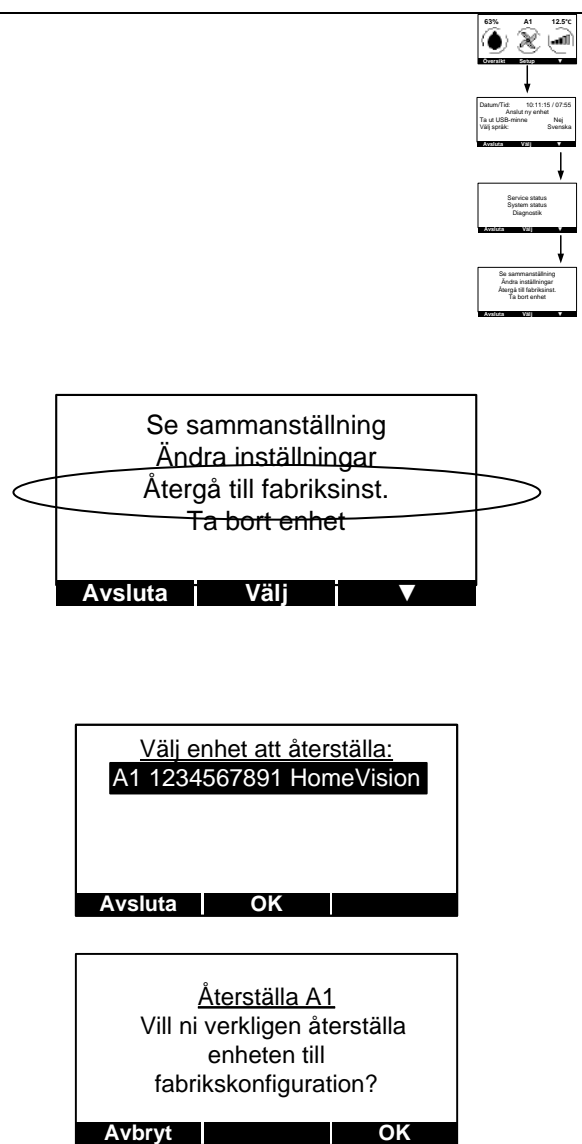 63% A1 12.5°C
Översikt Setup ▼
Datum/Tid: 10:11:15 / 07:55
Anslut ny enhet
Ta ut USB-minne Nej
Välj språk: Svenska
Avsluta Välj ▼
Service status
System status
Diagnostik
Avsluta Välj ▼
Se sammanställning
Ändra inställningar
Återgå till fabriksinst.
Ta bort enhet
Avsluta Välj ▼
Se sammanställning
Ändra inställningar
Återgå till fabriksinst.
Ta bort enhet
Avsluta Välj ▼
Välj enhet att återställa:
A1 1234567891 HomeVision
Avsluta OK
Återställa A1
Vill ni verkligen återställa
enheten till
fabrikskonfiguration?
Avbryt OK